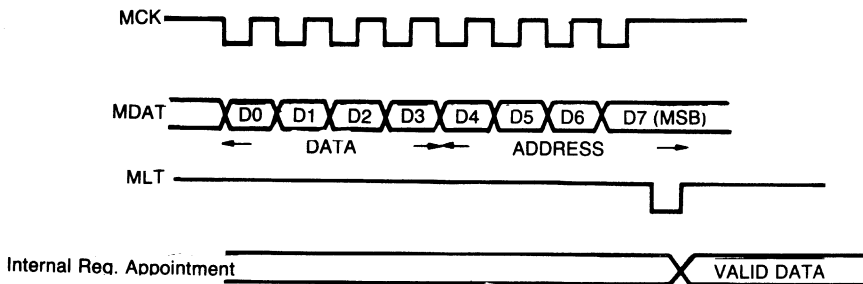 MCK
MDAT D0 D1 D2 D3 D4 D5 D6 D7 (MSB)
DATA ADDRESS
MLT
Internal Reg. Appointment VALID DATA